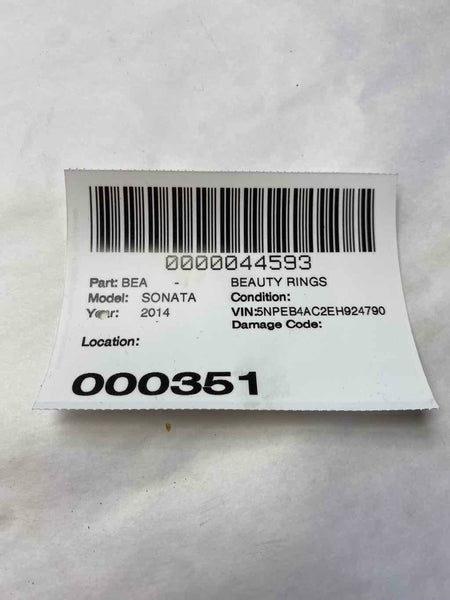 0000044593
Part: BEA - BEAUTY RINGS
Model: SONATA Condition:
Year: 2014 VIN:5NPEB4AC2EH924790
Damage Code:
Location:
000351